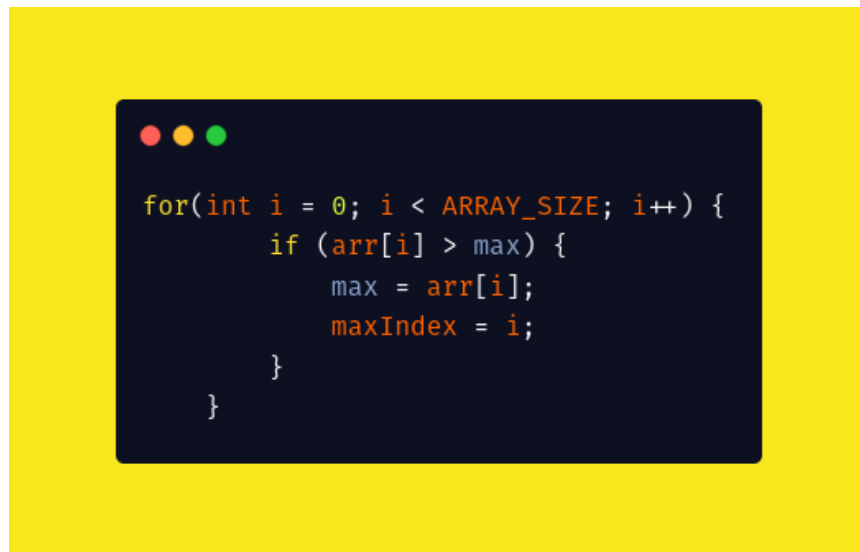 for(int i = 0; i < ARRAY_SIZE; i++) {
        if (arr[i] > max) {
            max = arr[i];
            maxIndex = i;
        }
    }